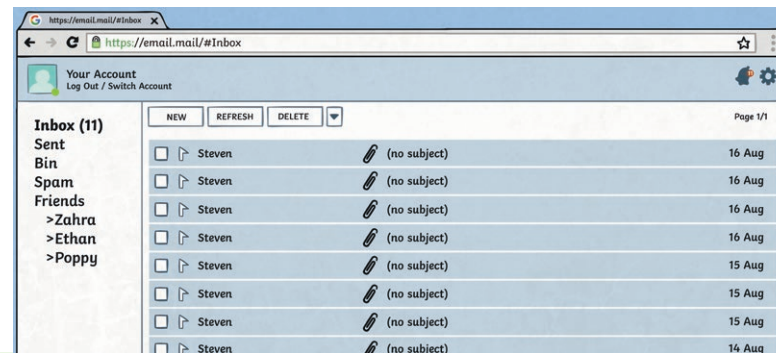 https://email.mail/#Inbox X
https://email.mail/#Inbox
Your Account
Log Out / Switch Account
Inbox (11)
Sent
Bin
Spam
Friends
>Zahra
>Ethan
>Poppy
NEW REFRESH DELETE Page 1/1
Steven (no subject) 16 Aug
Steven (no subject) 16 Aug
Steven (no subject) 16 Aug
Steven (no subject) 16 Aug
Steven (no subject) 15 Aug
Steven (no subject) 15 Aug
Steven (no subject) 15 Aug
Steven (no subject) 14 Aug